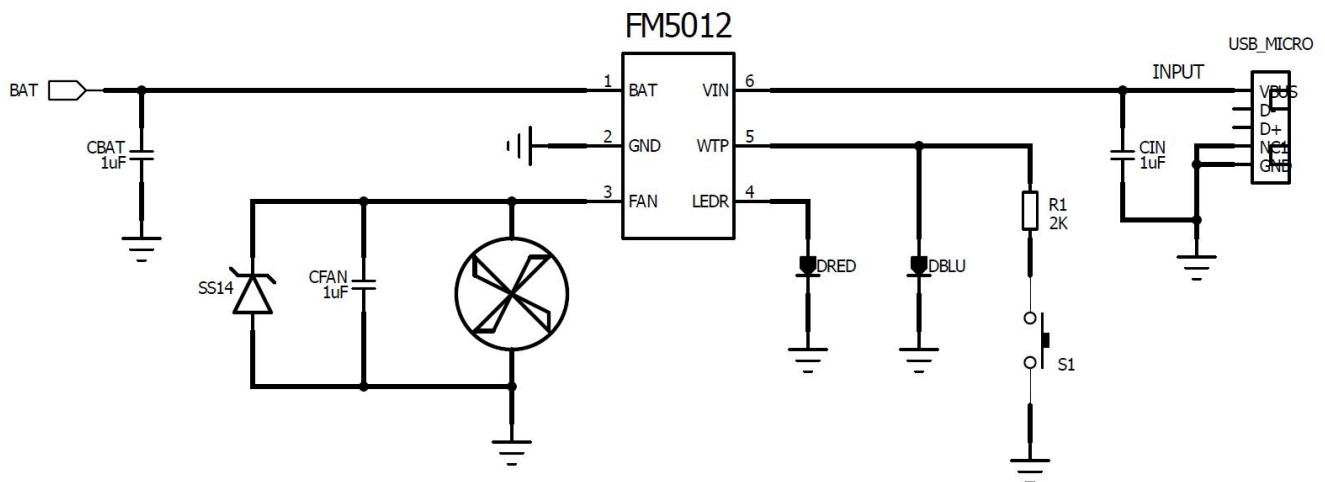 FM5012
USB_MICRO
BAT
1
BAT
VIN
6
INPUT
VBUS
D-
D+
NC1
GND
CBAT
1uF
2
GND
WTP
5
CIN
1uF
3
FAN
LEDR
4
R1
2K
SS14
CFAN
1uF
DRED
DBLU
S1